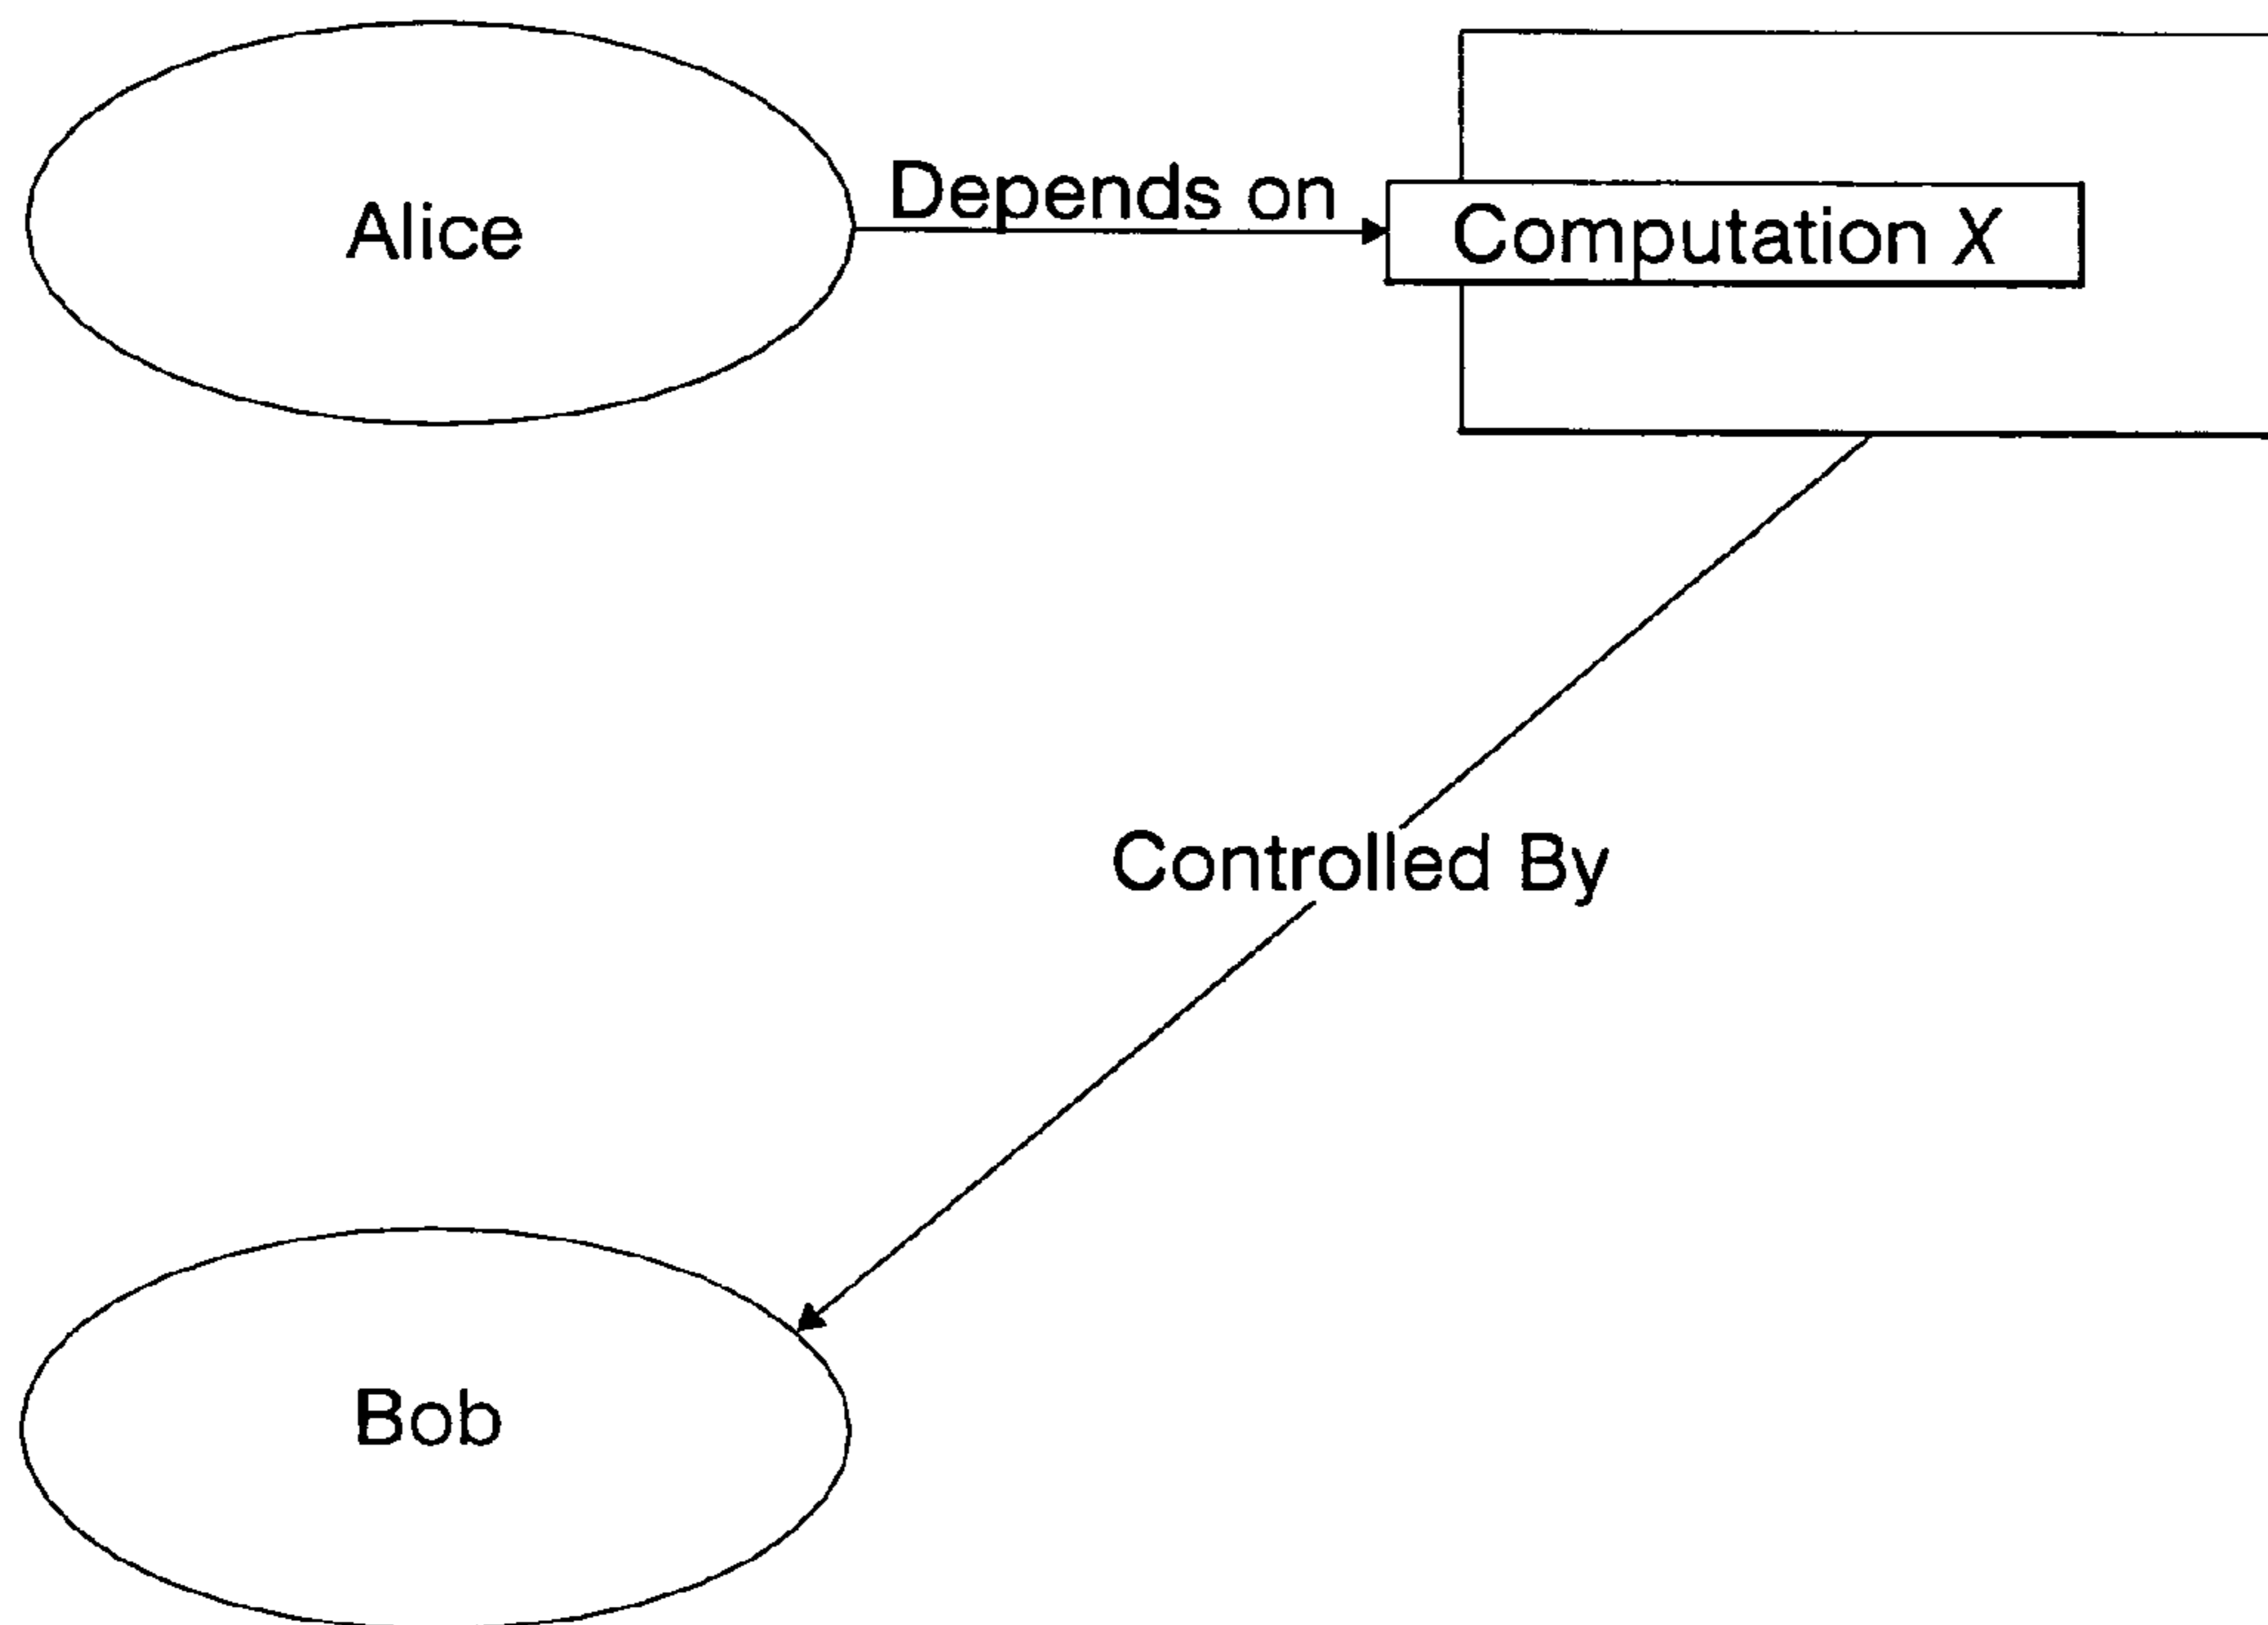 Alice
Depends on
Computation X
Controlled By
Bob